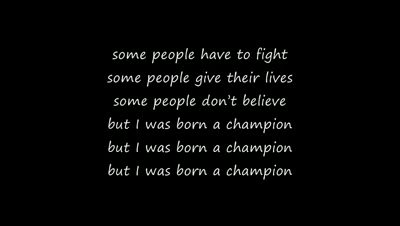 some people have to fight
some people give their lives
some people don't believe
but I was born a champion
but I was born a champion
but I was born a champion